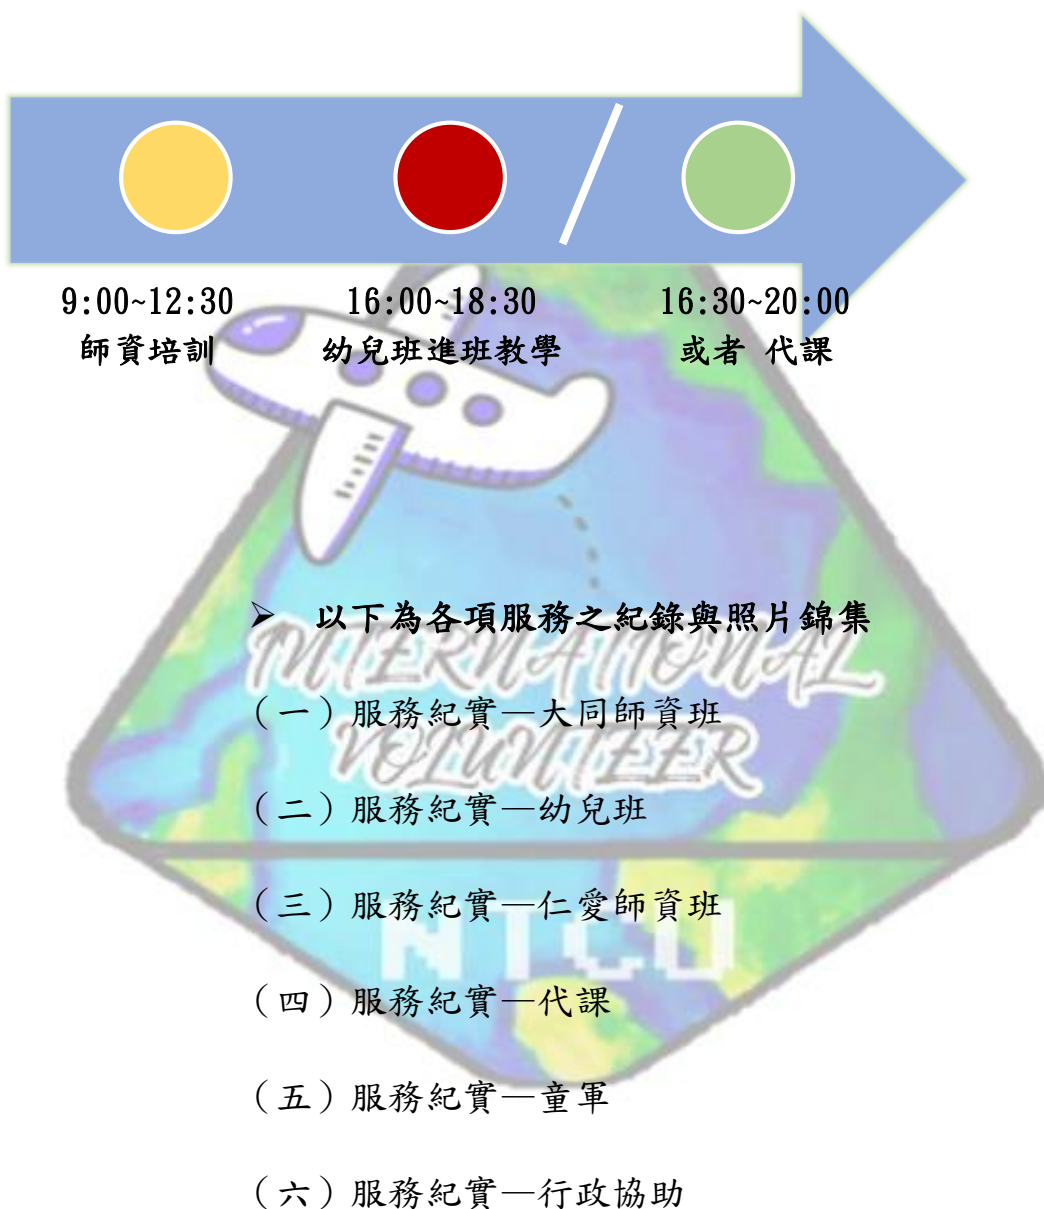 9:00~12:30 16:00~18:30 16:30~20:00
師資培訓 幼兒班進班教學 或者 代課
➢ 以下為各項服務之紀錄與照片錦集
INTERNATIONAL
（一）服務紀實—大同師資班
VOLUNTEER
（二）服務紀實—幼兒班
（三）服務紀實—仁愛師資班
NTCU
（四）服務紀實—代課
（五）服務紀實—童軍
（六）服務紀實—行政協助